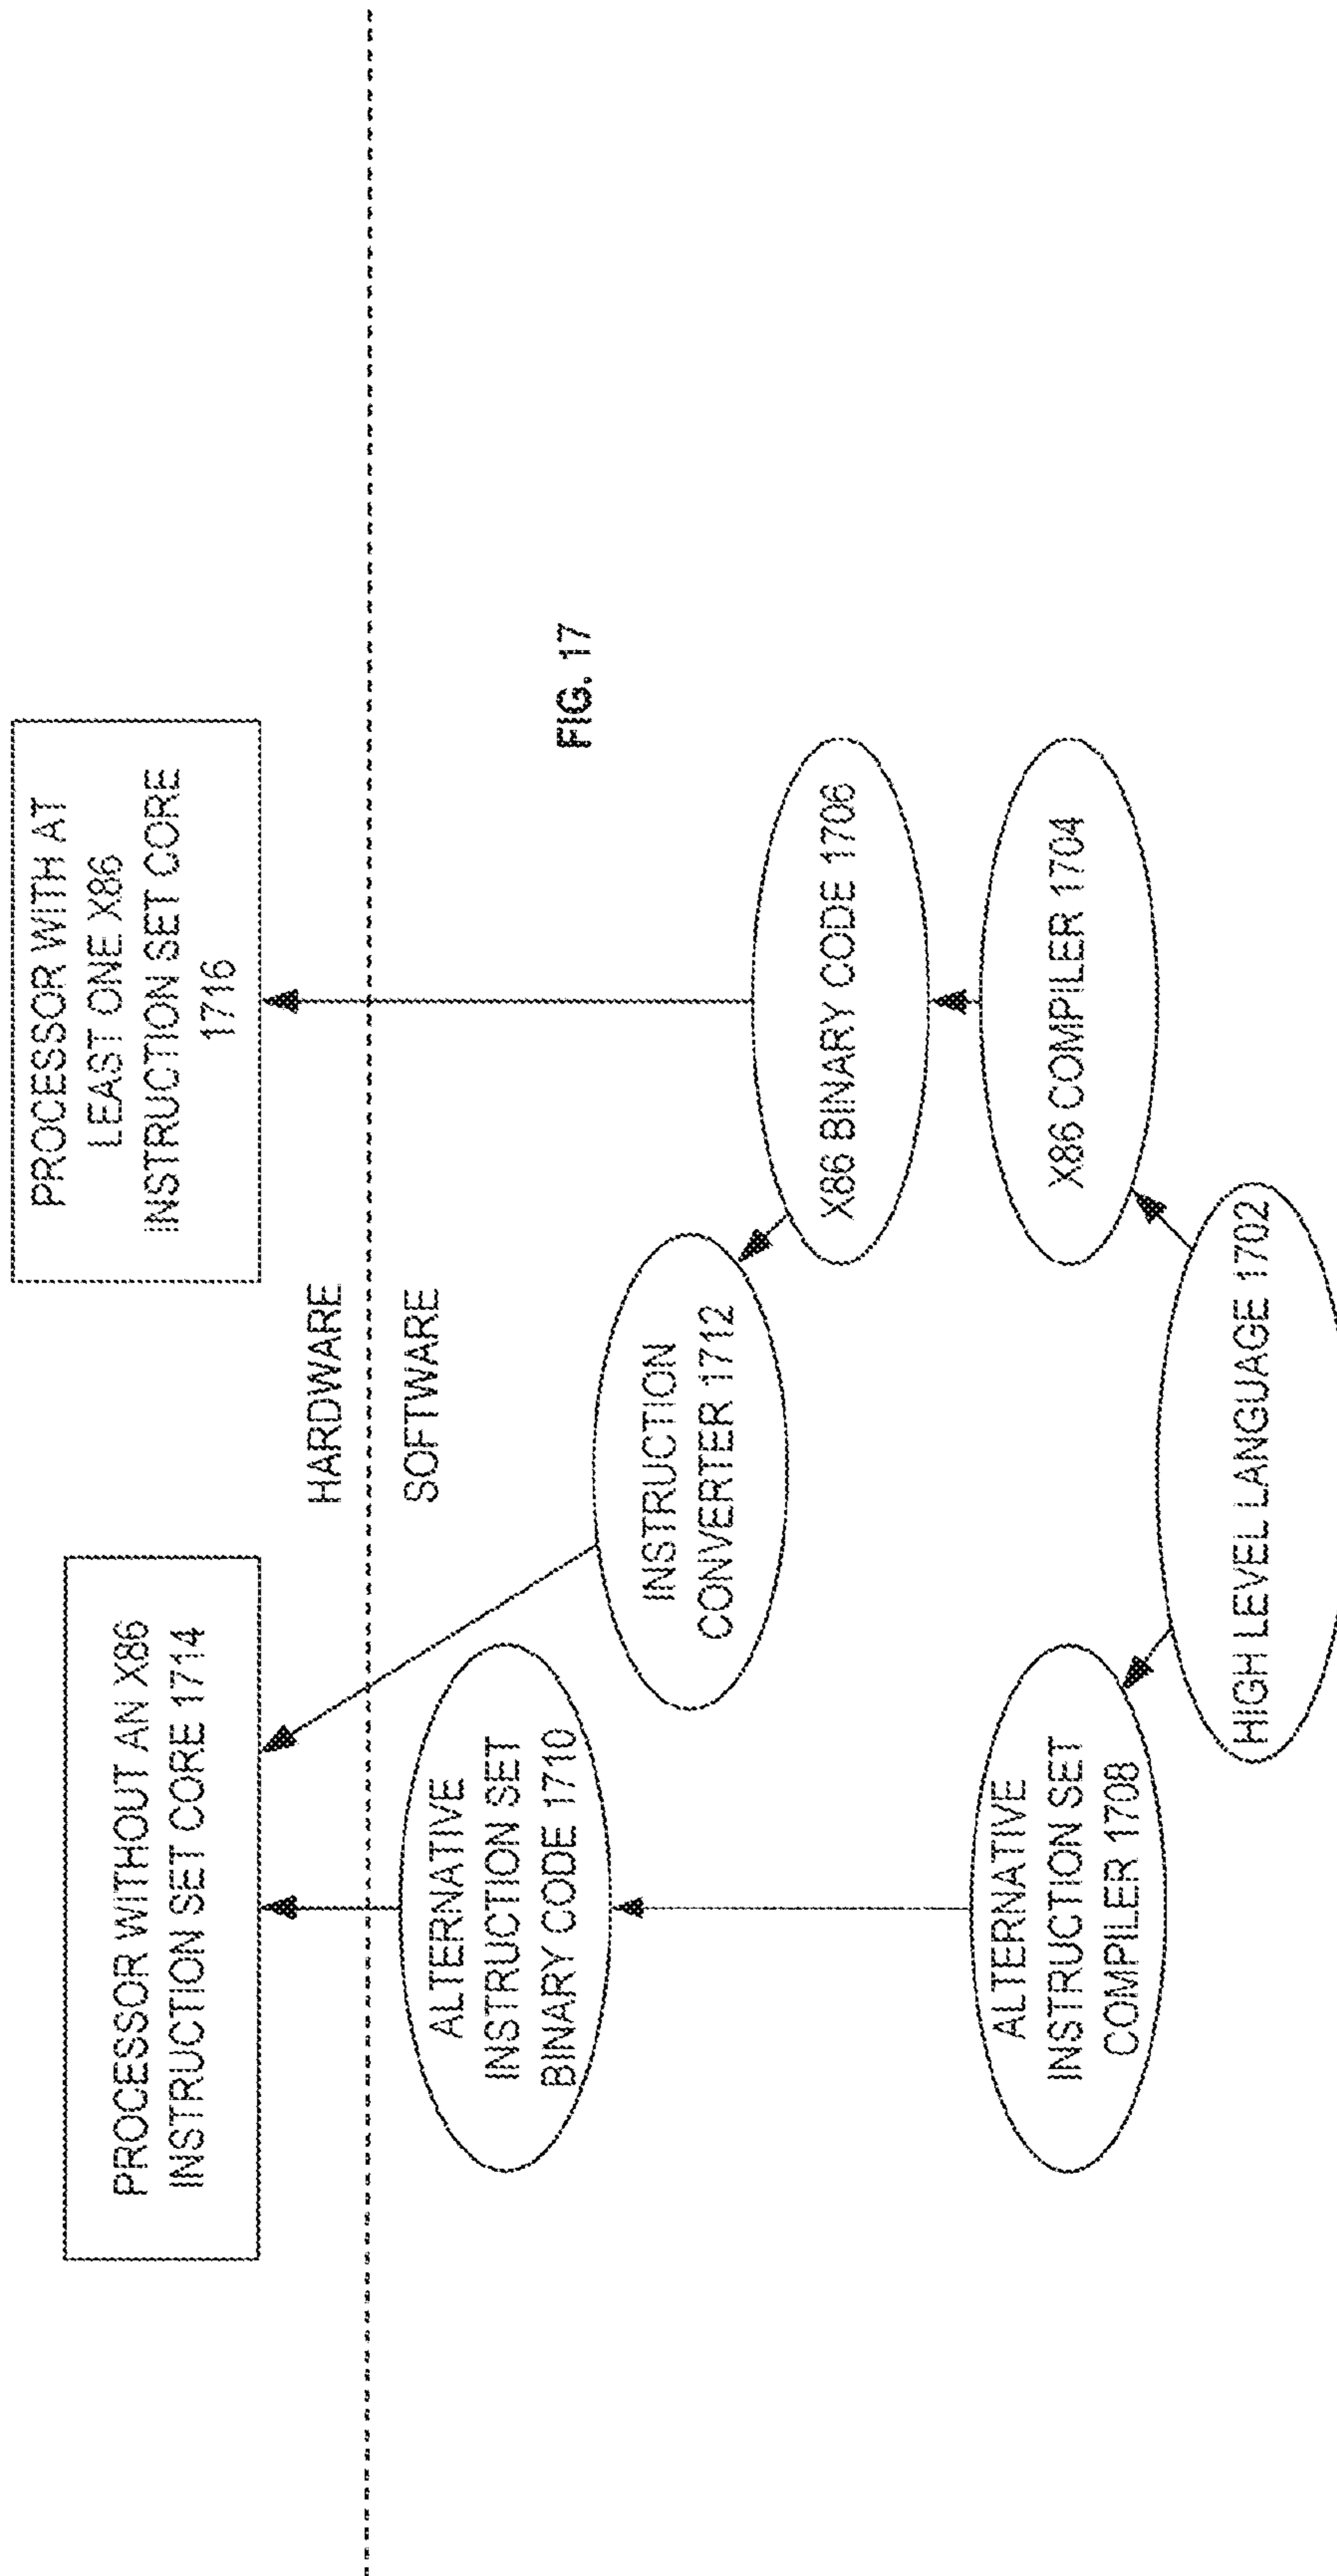 PROCESSOR WITHOUT AN X86
INSTRUCTION SET CORE 1714
PROCESSOR WITH AT
LEAST ONE X86
INSTRUCTION SET CORE
1716
HARDWARE
SOFTWARE
ALTERNATIVE
INSTRUCTION SET
BINARY CODE 1710
INSTRUCTION
CONVERTER 1712
FIG. 17
X86 BINARY CODE 1706
ALTERNATIVE
INSTRUCTION SET
COMPILER 1708
X86 COMPILER 1704
HIGH LEVEL LANGUAGE 1702